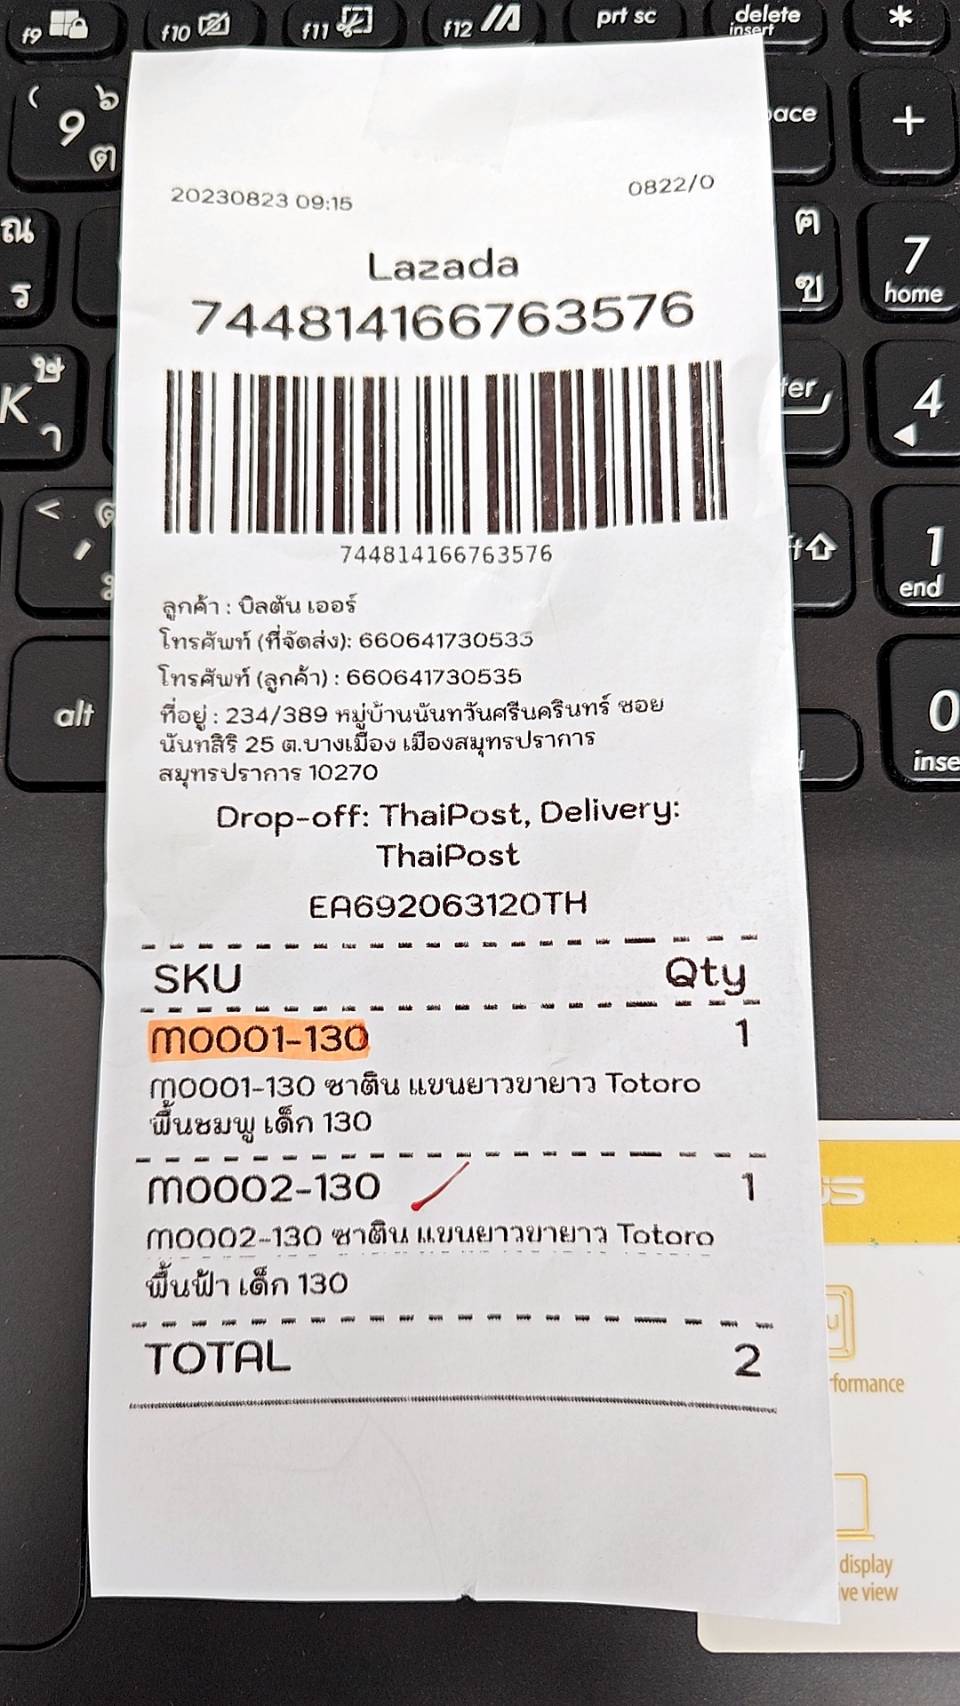 f9
f10
f11
f12
prt sc
delete
insert
*
(
9
ต
+
ณ
ร
ฅ
ข
7
home
K
ษ
า
4
<
,
1
end
alt
0
20230823 09:15
0822/0
Lazada
744814166763576
744814166763576
ลูกค้า : บิลตัน เออร์
โทรศัพท์ (ที่จัดส่ง): 660641730535
โทรศัพท์ (ลูกค้า) : 660641730535
ที่อยู่ : 234/389 หมู่บ้านนันทวันศรีนครินทร์ ซอย
นันทสิริ 25 ต.บางเมือง เมืองสมุทรปราการ
สมุทรปราการ 10270
Drop-off: ThaiPost, Delivery:
ThaiPost
EA692063120TH
SKU Qty
M0001-130 1
M0001-130 ซาติน แขนยาวขายาว Totoro
พื้นชมพู เด็ก 130
M0002-130 1
M0002-130 ซาติน แขนยาวขายาว Totoro
พื้นฟ้า เด็ก 130
TOTAL 2
display
view